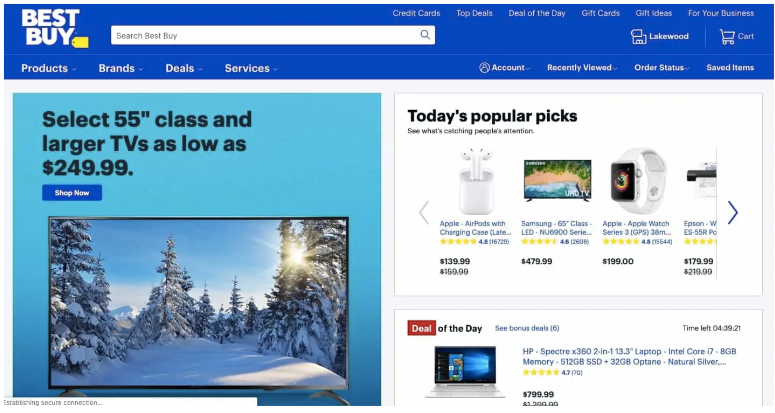 BEST
BUY
Credit Cards Top Deals Deal of the Day Gift Cards Gift Ideas For Your Business
Search Best Buy
Lakewood Cart
Products Brands Deals Services
Account Recently Viewed Order Status Saved Items
Select 55" class and
larger TVs as low as
$249.99.
Shop Now
Today's popular picks
See what's catching people's attention.
SAMSUNG
UHD TV
Apple - AirPods with
Charging Case (Late...
4.8 (16729)
$139.99
$159.99
Samsung - 65" Class -
LED - NU6900 Serie...
4.6 (2608)
$479.99
Apple - Apple Watch
Series 3 (GPS) 38m...
4.8 (15544)
$199.00
Epson - W
ES-55R Po
$179.99
$219.99
Deal of the Day See bonus deals (6) Time left 04:39:21
HP - Spectre x360 2-in-1 13.3" Laptop - Intel Core i7 - 8GB
Memory - 512GB SSD + 32GB Optane - Natural Silver,...
4.7 (70)
$799.99
$1,299.99
Establishing secure connection...